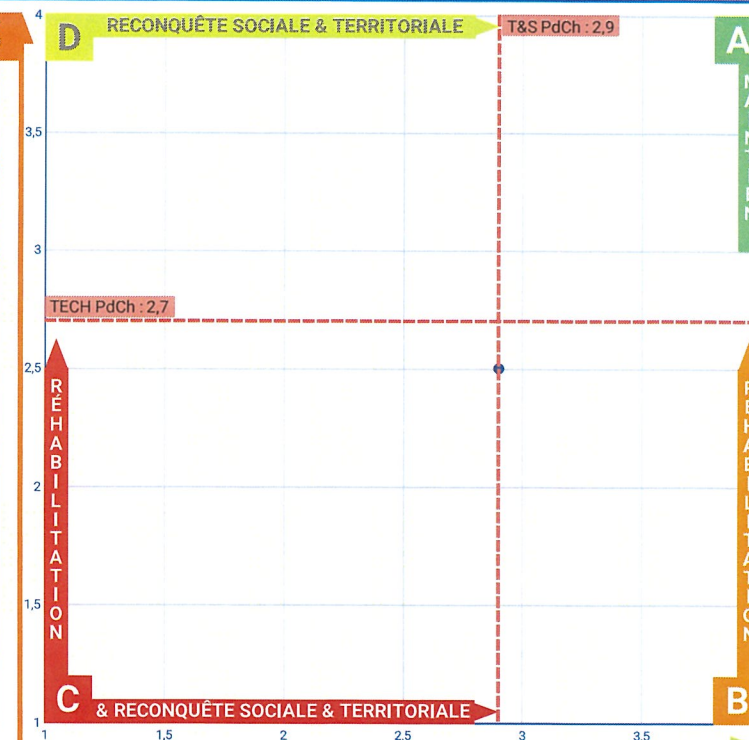 4
D
RECONQUÊTE SOCIALE & TERRITORIALE
T&S PdCh : 2,9
A
3,5
3
TECH PdCh : 2,7
2,5
RÉHABILITATION
2
1,5
C
& RECONQUÊTE SOCIALE & TERRITORIALE
B
1
1
1,5
2
2,5
3
3,5